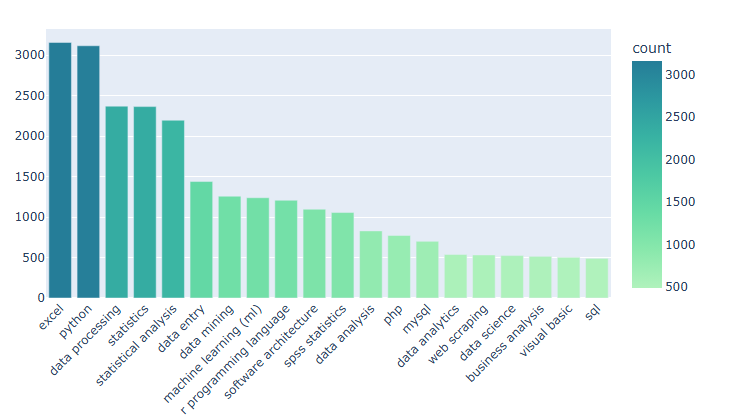 3000
2500
2000
1500
1000
500
0
excel
python
data processing
statistics
statistical analysis
data entry
data mining
machine learning (ml)
r programming language
software architecture
spss statistics
data analysis
php
mysql
data analytics
web scraping
data science
business analysis
visual basic
sql
count
3000
2500
2000
1500
1000
500